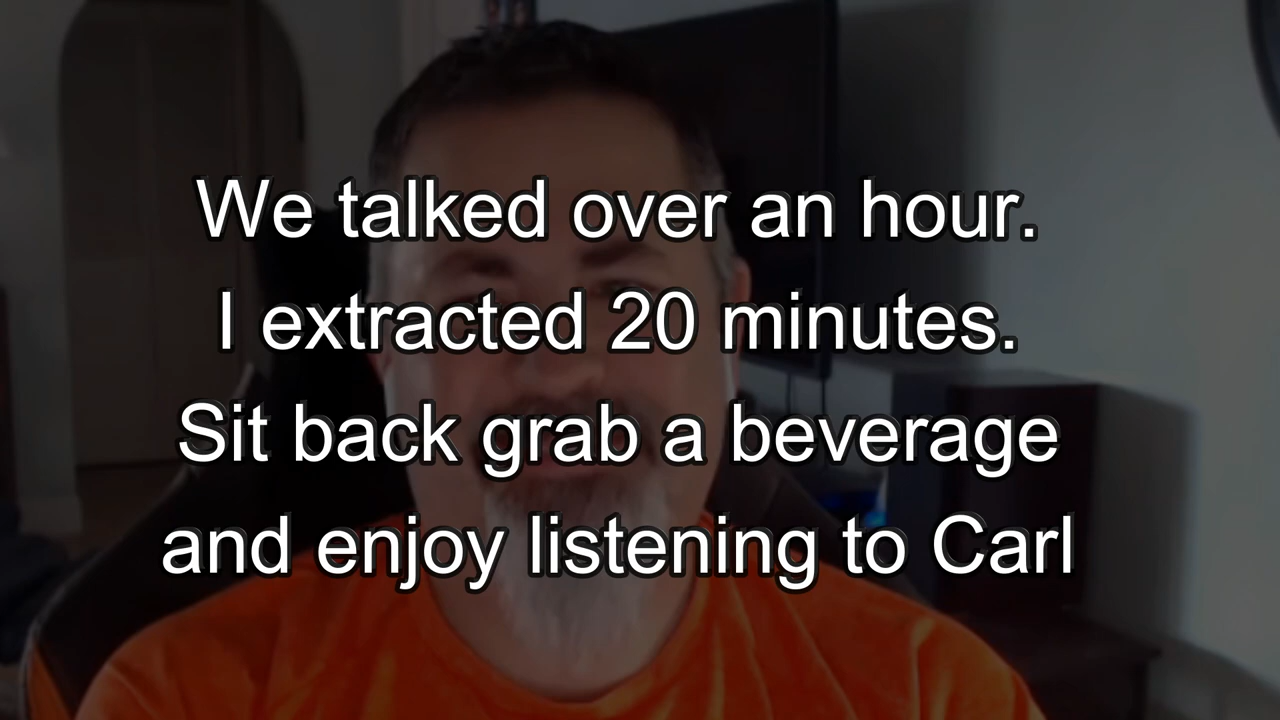 We talked over an hour.
I extracted 20 minutes.
Sit back grab a beverage
and enjoy listening to Carl